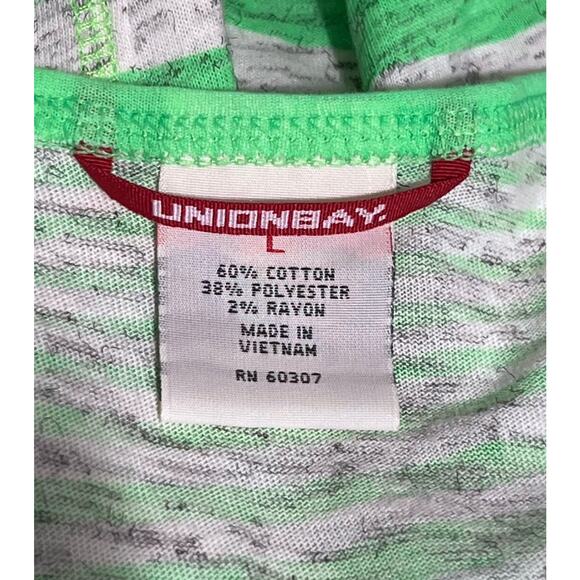 UNIONBAY.
L
60% COTTON
38% POLYESTER
2% RAYON
MADE IN
VIETNAM
RN 60307